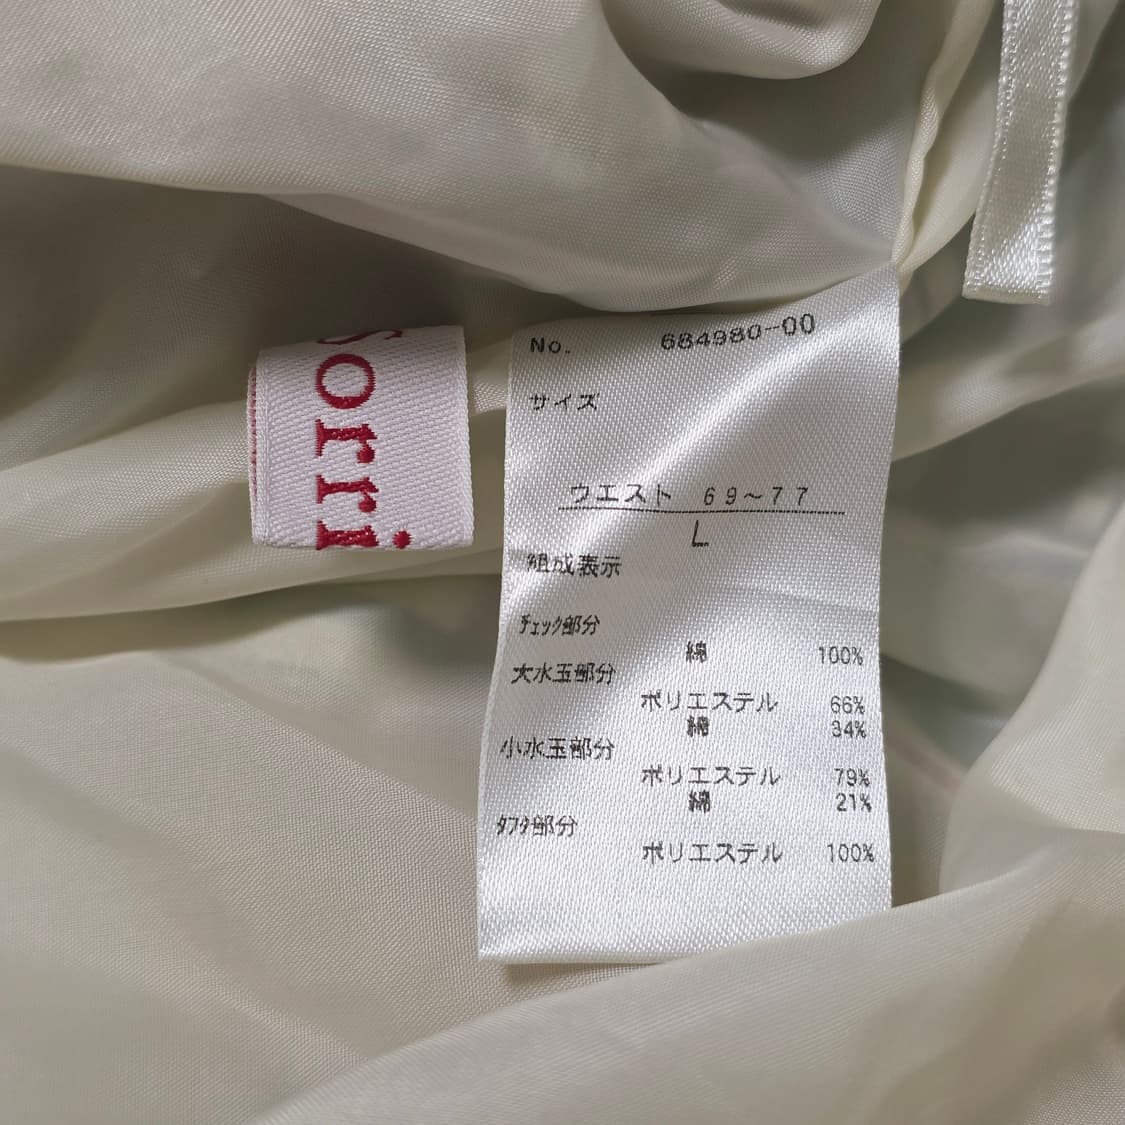 Sorri
No. 684980-00
サイズ
ウエスト 69～77
L
組成表示
チェック部分
綿 100%
大水玉部分
ポリエステル 66%
綿 34%
小水玉部分
ポリエステル 79%
綿 21%
タフタ部分
ポリエステル 100%